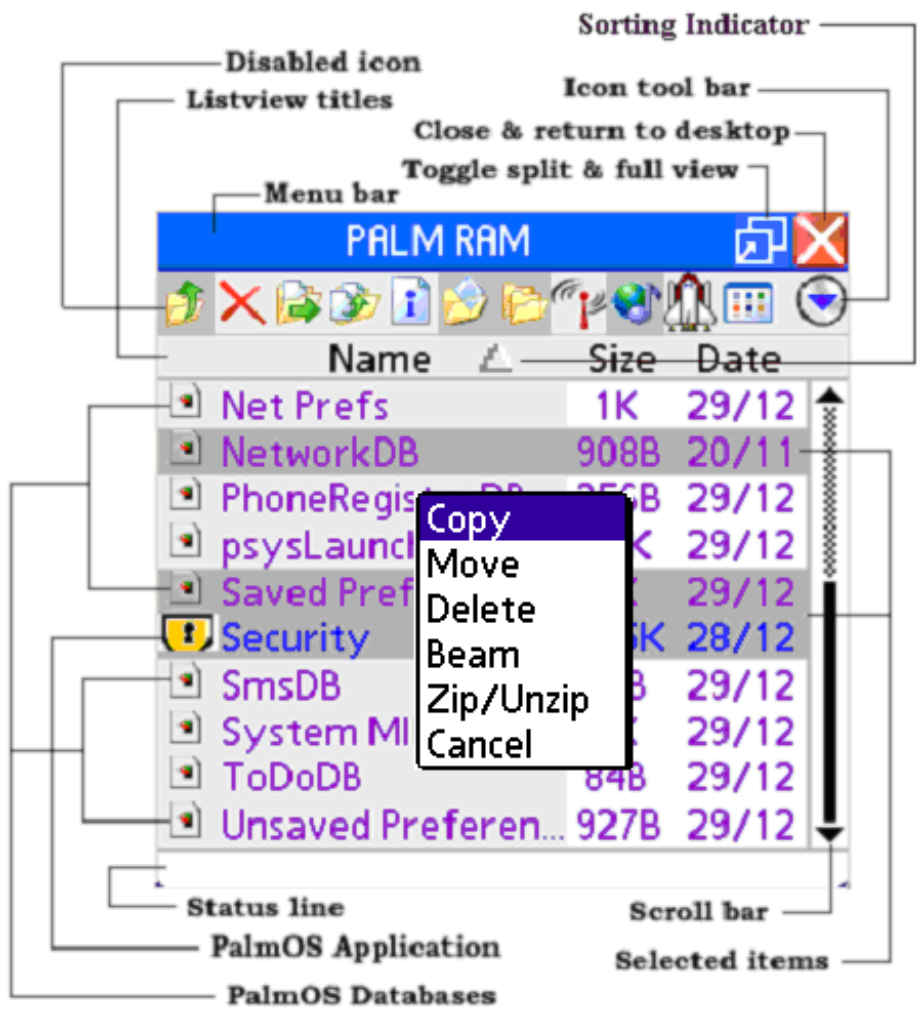 Sorting Indicator
Disabled icon
Icon tool bar
Listview titles
Close & return to desktop
Toggle split & full view
Menu bar
PALM RAM
Name Size Date
Net Prefs 1K 29/12
NetworkDB 908B 20/11
29/12
29/12
Saved 29/12
Security 28/12
SmsDB 29/12
System 29/12
ToDoDB 84B 29/12
Unsaved Preferen... 927B 29/12
Copy
Move
Delete
Beam
Zip/Unzip
Cancel
Status line
Scroll bar
PalmOS Application
Selected items
PalmOS Databases